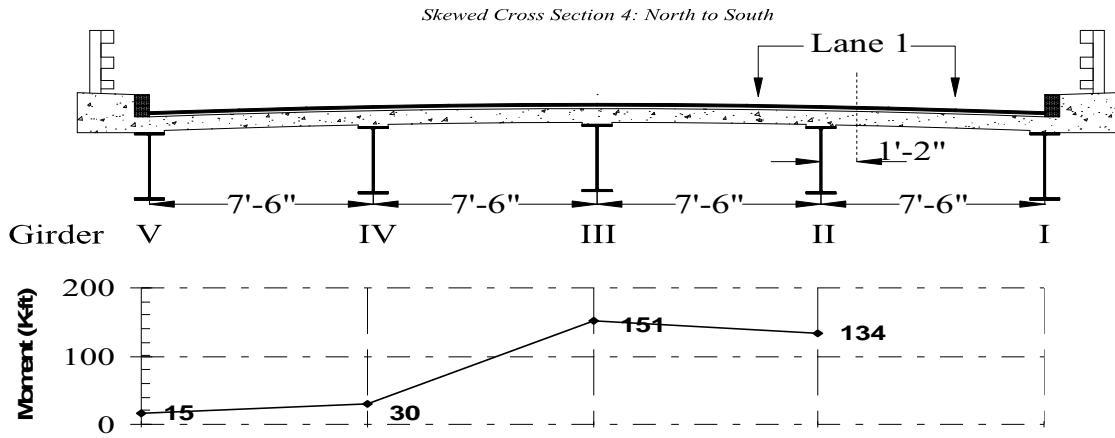 Skewed Cross Section 4: North to South
Lane 1
1'-2"
7'-6" 7'-6" 7'-6" 7'-6"
Girder V IV III II I
Moment (K-ft)
200
100
0
15
30
151
134